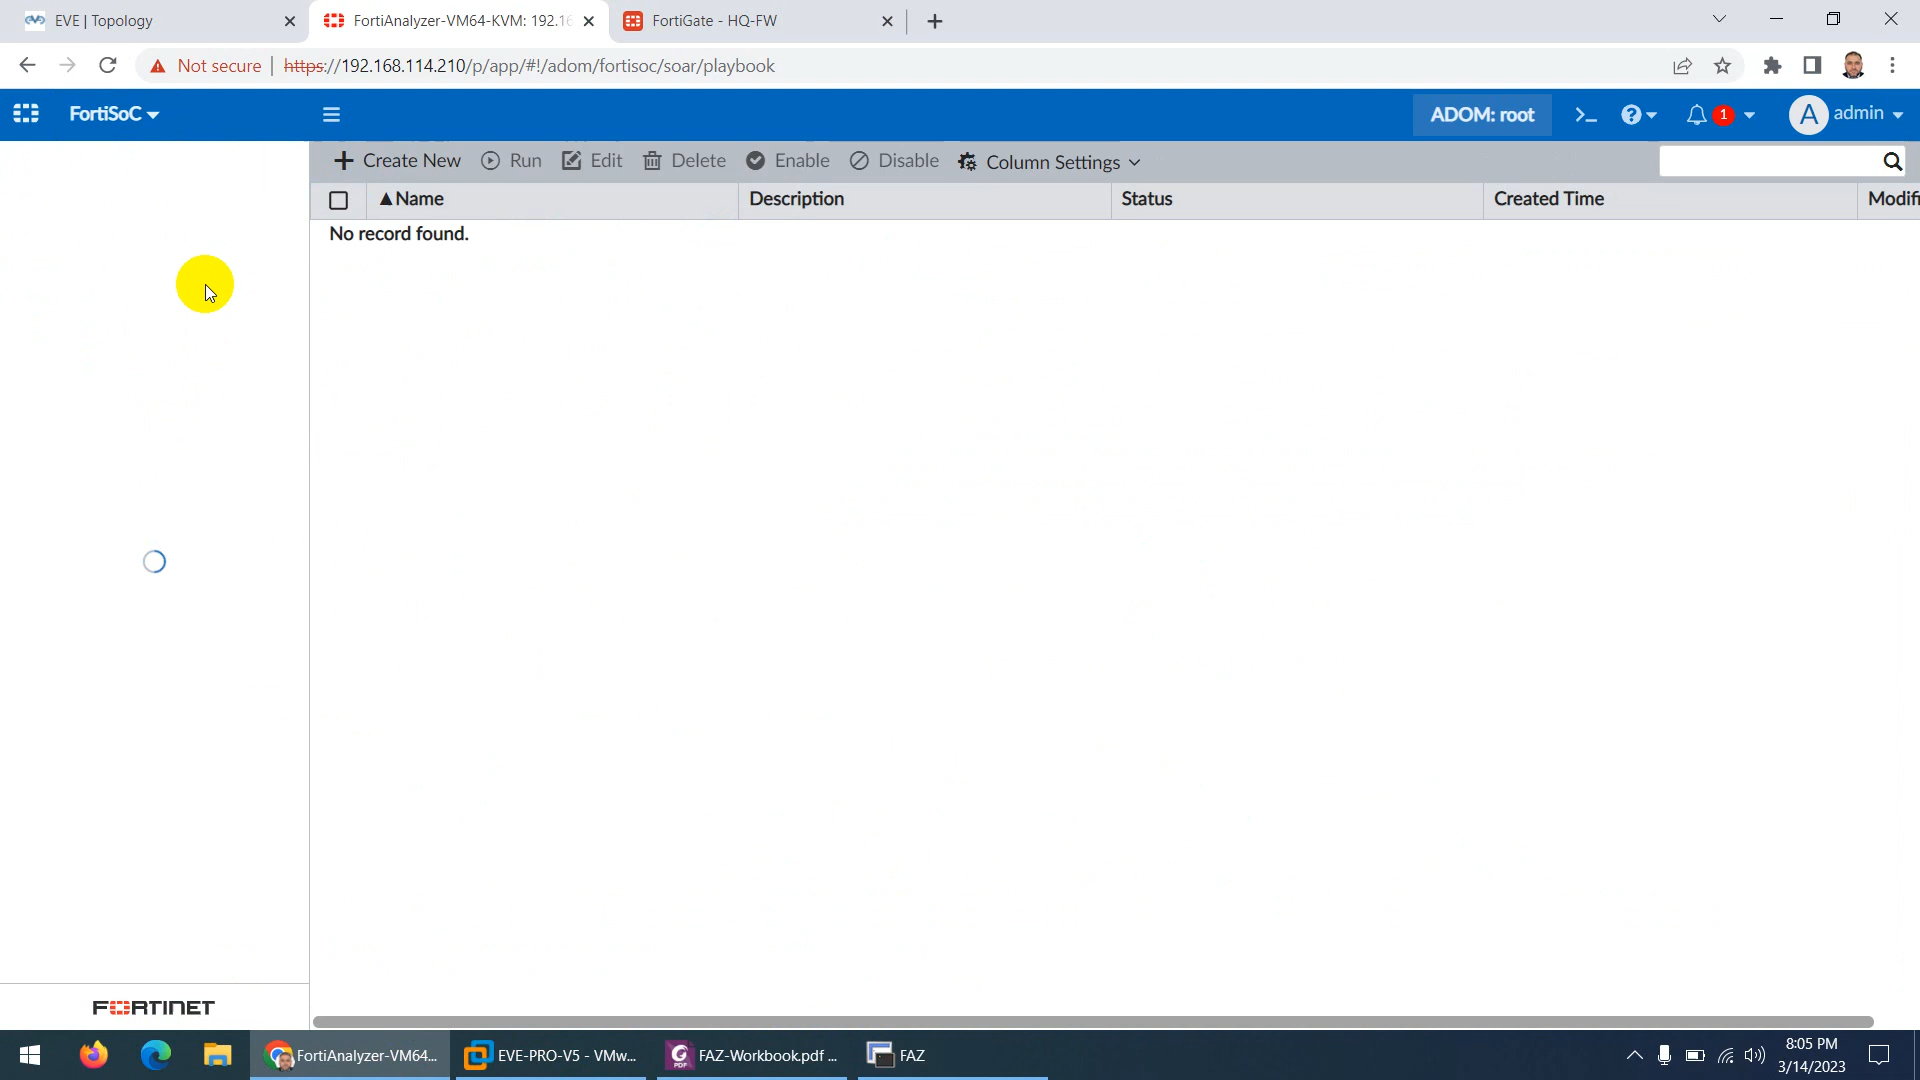 EVE | Topology
FortiAnalyzer-VM64-KVM: 192.16
FortiGate - HQ-FW
Not secure | https://192.168.114.210/p/app/#!/adom/fortisoc/soar/playbook
FortiSoC
ADOM: root
1
A
admin
Create New
Run
Edit
Delete
Enable
Disable
Column Settings
Name
Description
Status
Created Time
Modifi
No record found.
FORTINET
FortiAnalyzer-VM64...
EVE-PRO-V5 - VMw...
FAZ-Workbook.pdf ...
FAZ
8:05 PM
3/14/2023